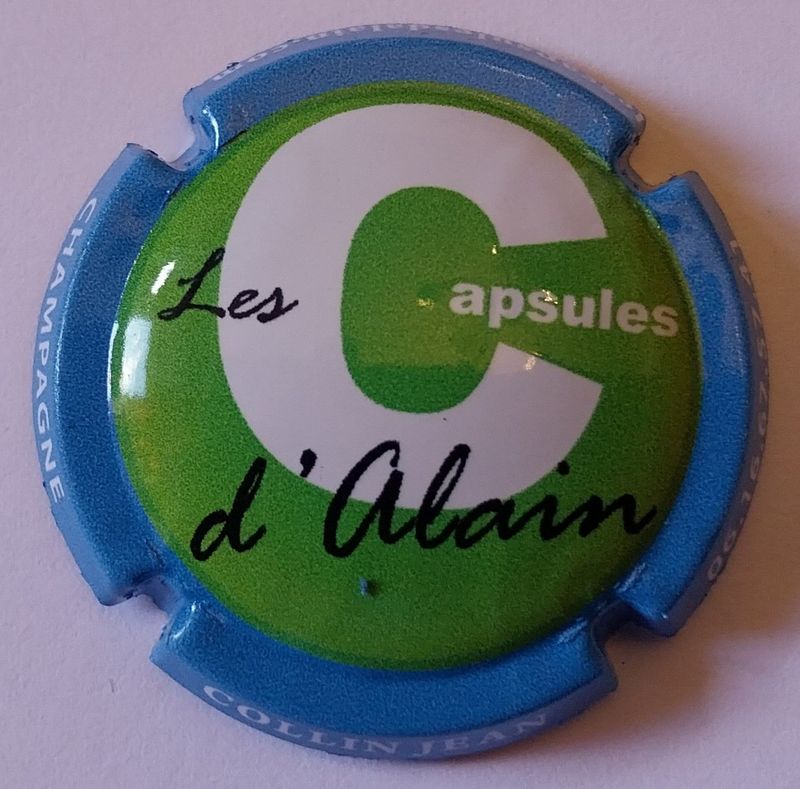 Les Capsules
d'Alain
CHAMPAGNE
COLLIN JEAN